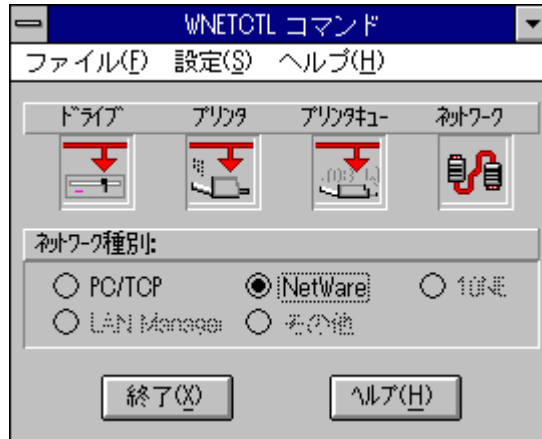 WNETCTL コマンド
ファイル(F) 設定(S) ヘルプ(H)
ドライブ プリンタ プリンタキュー ネットワーク
ネットワーク種別:
PC/TCP NetWare 10NET
LAN Manager その他
終了(X) ヘルプ(H)